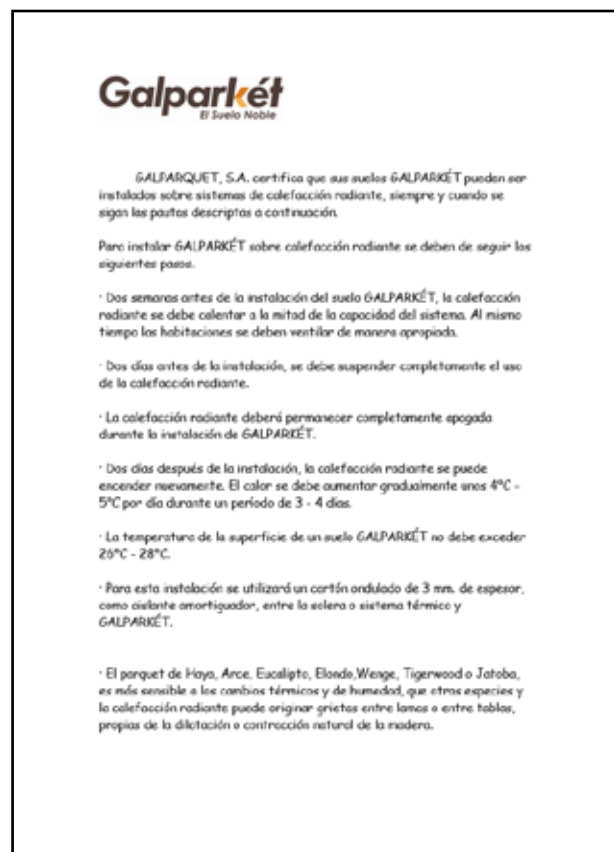 Galparkét
El Suelo Noble
GALPARQUET, S.A. certifica que sus suelos GALPARKÉT pueden ser
instalados sobre sistemas de calefacción radiante, siempre y cuando se
sigan las pautas descriptas a continuación.
Para instalar GALPARKÉT sobre calefacción radiante se deben de seguir los
siguientes pasos.
· Dos semanas antes de la instalación del suelo GALPARKÉT, la calefacción
radiante se debe calentar a la mitad de la capacidad del sistema. Al mismo
tiempo las habitaciones se deben ventilar de manera apropiada.
· Dos días antes de la instalación, se debe suspender completamente el uso
de la calefacción radiante.
· La calefacción radiante deberá permanecer completamente apagada
durante la instalación de GALPARKÉT.
· Dos días después de la instalación, la calefacción radiante se puede
encender nuevamente. El calor se debe aumentar gradualmente unos 4ºC -
5ºC por día durante un período de 3 - 4 días.
· La temperatura de la superficie de un suelo GALPARKÉT no debe exceder
26ºC - 28ºC.
· Para esta instalación se utilizará un cartón ondulado de 3 mm. de espesor,
como aislante amortiguador, entre la solera o sistema térmico y
GALPARKÉT.
· El parquet de Haya, Arce, Eucalipto, Elondo,Wenge, Tigerwood o Jatoba,
es más sensible a los cambios térmicos y de humedad, que otras especies y
la calefacción radiante puede originar grietas entre lamas o entre tablas,
propias de la dilatación o contracción natural de la madera.